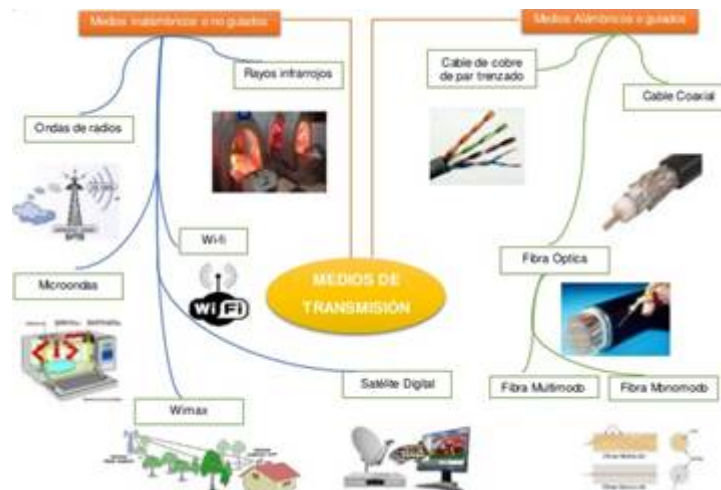 Medios Inalámbricos o no guiados
Medios Alámbricos o guiados
Rayos infrarrojos
Cable de cobre
de par trenzado
Cable Coaxial
Ondas de radios
Wi-fi
Fibra Optica
MEDIOS DE
TRANSMISIÓN
Microondas
WiFi
Satélite Digital
Fibra Multimodo
Fibra Monomodo
Wimax